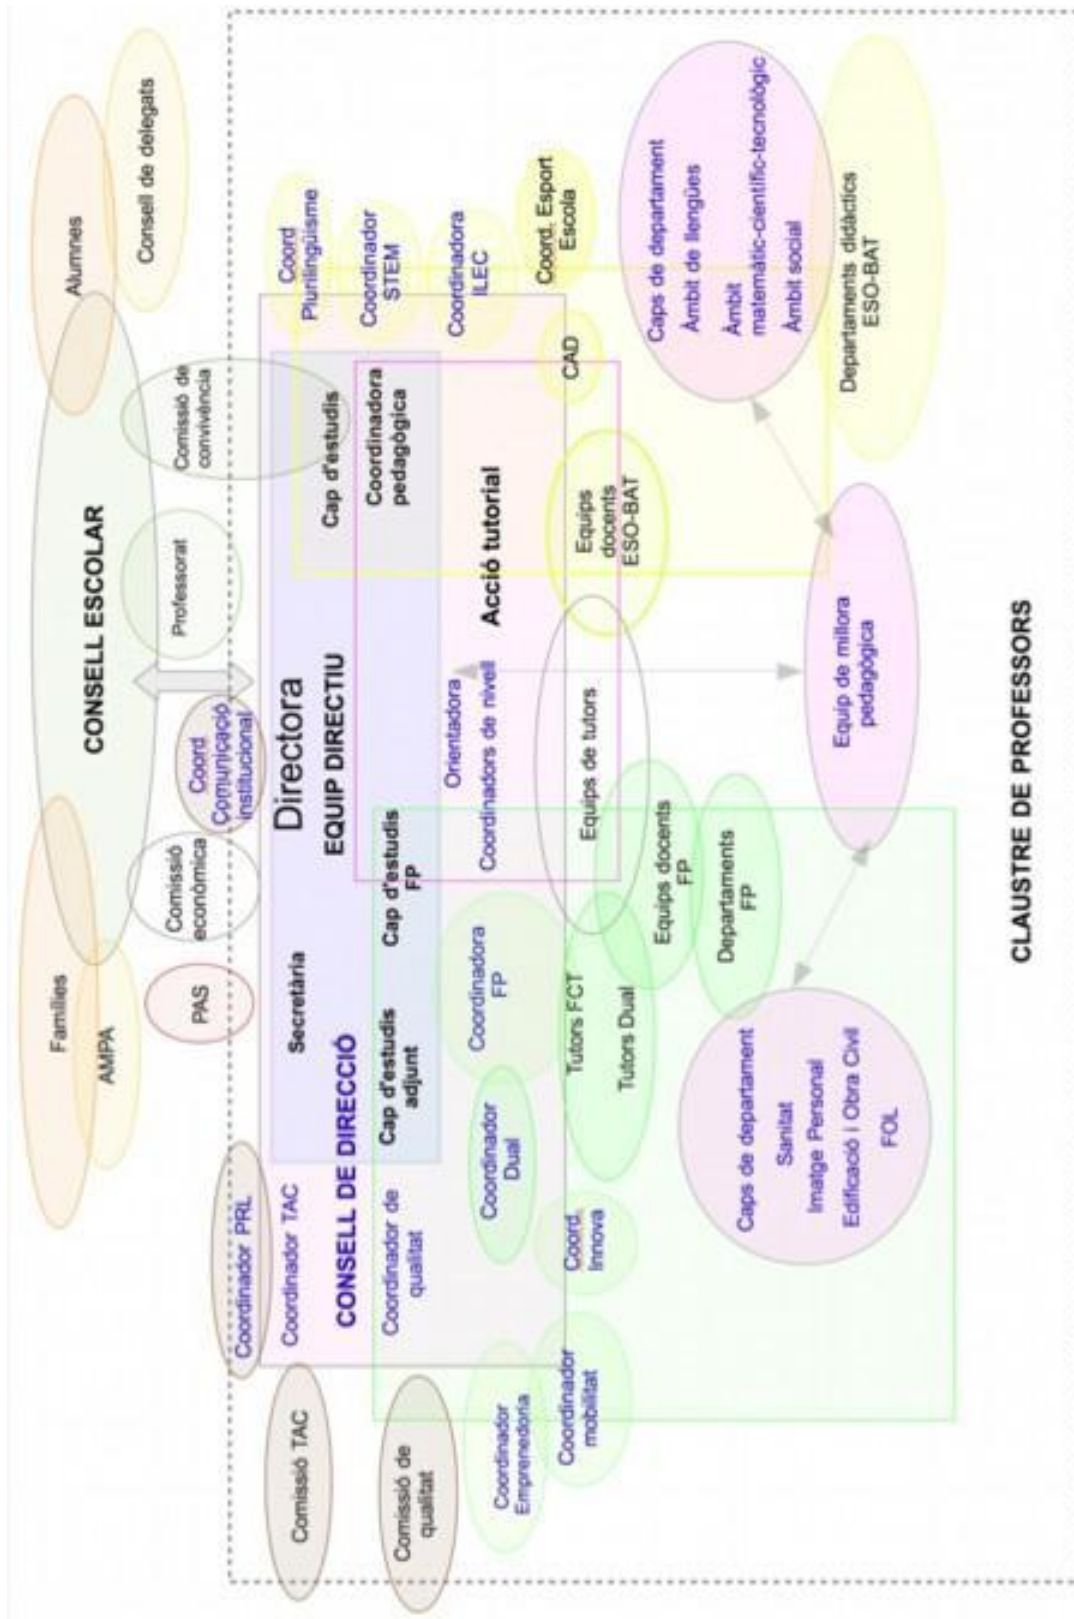 Famílies
Alumnes
AMPA
CONSELL ESCOLAR
Consell de delegats
PAS
Comissió
econòmica
Professorat
Comissió de
convivència
Coord
Comunicació
institucional
Coordinador PRL
Comissió TAC
Coordinador TAC
Secretària
Directora
Coord
Plurilingüisme
CONSELL DE DIRECCIÓ
EQUIP DIRECTIU
Cap d'estudis
Comissió de
qualitat
Coordinador de
qualitat
Cap d'estudis
adjunt
Cap d'estudis
FP
Coordinadora
pedagògica
Coordinador
STEM
Orientadora
Coordinadors de nivell
Acció tutorial
Coordinadora
ILEC
Coordinador
Emprenedoria
Coordinador
Dual
Coordinadora
FP
Coordinador
mobilitat
Coord.
Innova
Tutors FCT
Tutors Dual
Equips de tutors
Equips
docents
ESO-BAT
CAD
Coord. Esport
Escola
Equips docents
FP
Departaments
FP
Caps de departament
Àmbit de llengües
Àmbit
matemàtic-científic-tecnològic
Àmbit social
Caps de departament
Sanitat
Imatge Personal
Edificació i Obra Civil
FOL
Equip de millora
pedagògica
Departaments didàctics
ESO-BAT
CLAUSTRE DE PROFESSORS